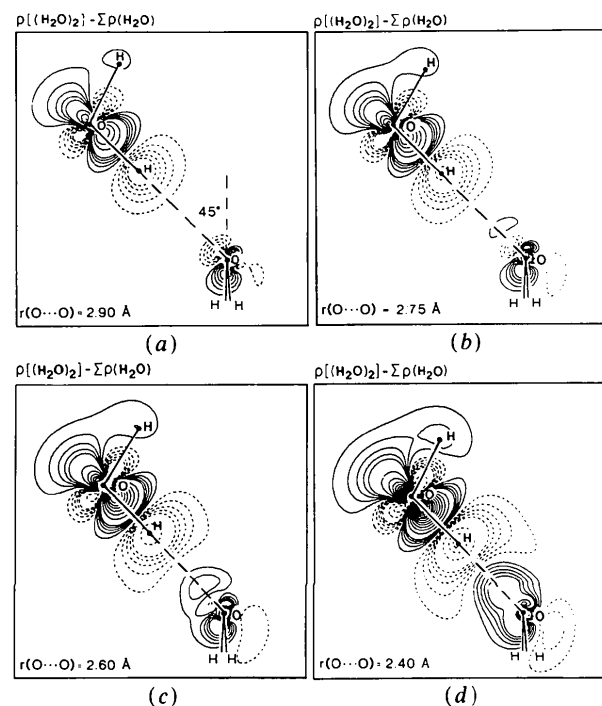 ρ[(H₂O)₂} - Σρ(H₂O)
H
O
H
45°
O
H H
r(O···O) = 2.90 Å
(a)
ρ[(H₂O)₂] - Σρ(H₂O)
H
O
H
O
H H
r(O···O) - 2.75 Å
(b)
ρ[(H₂O)₂] - Σρ(H₂O)
H
O
H
O
H H
r(O···O) = 2.60 Å
(c)
ρ[(H₂O)₂] - Σρ(H₂O)
H
O
H
O
H H
r(O···O) = 2.40 Å
(d)